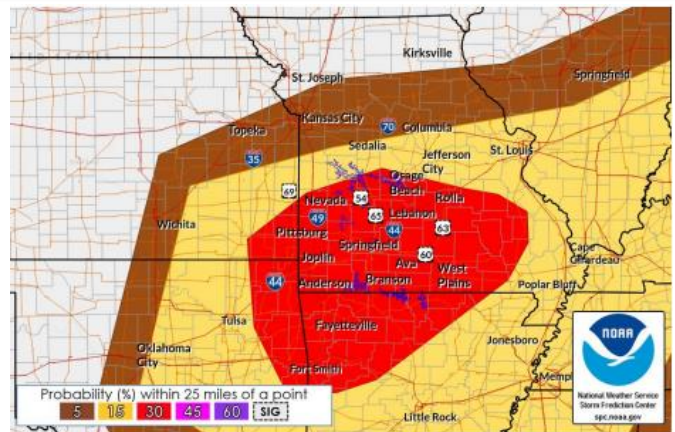 Kirksville
St. Joseph
Springfield
Kansas City
Topeka
70
Columbia
Sedalia
35
Jefferson
City
St. Louis
Osage
Beach
69
Nevada
54
Rolla
Wichita
49
65
Lebanon
Pittsburg
44
63
Springfield
Joplin
60
Cape
Girardeau
Ava
West
Plains
44
Anderson
Branson
Poplar Bluff
Tulsa
Fayetteville
Jonesboro
Oklahoma
City
Fort Smith
Little Rock
NOAA
National Weather Service
Storm Prediction Center
spc.noaa.gov
Probability (%) within 25 miles of a point
5 15 30 45 60 SIG